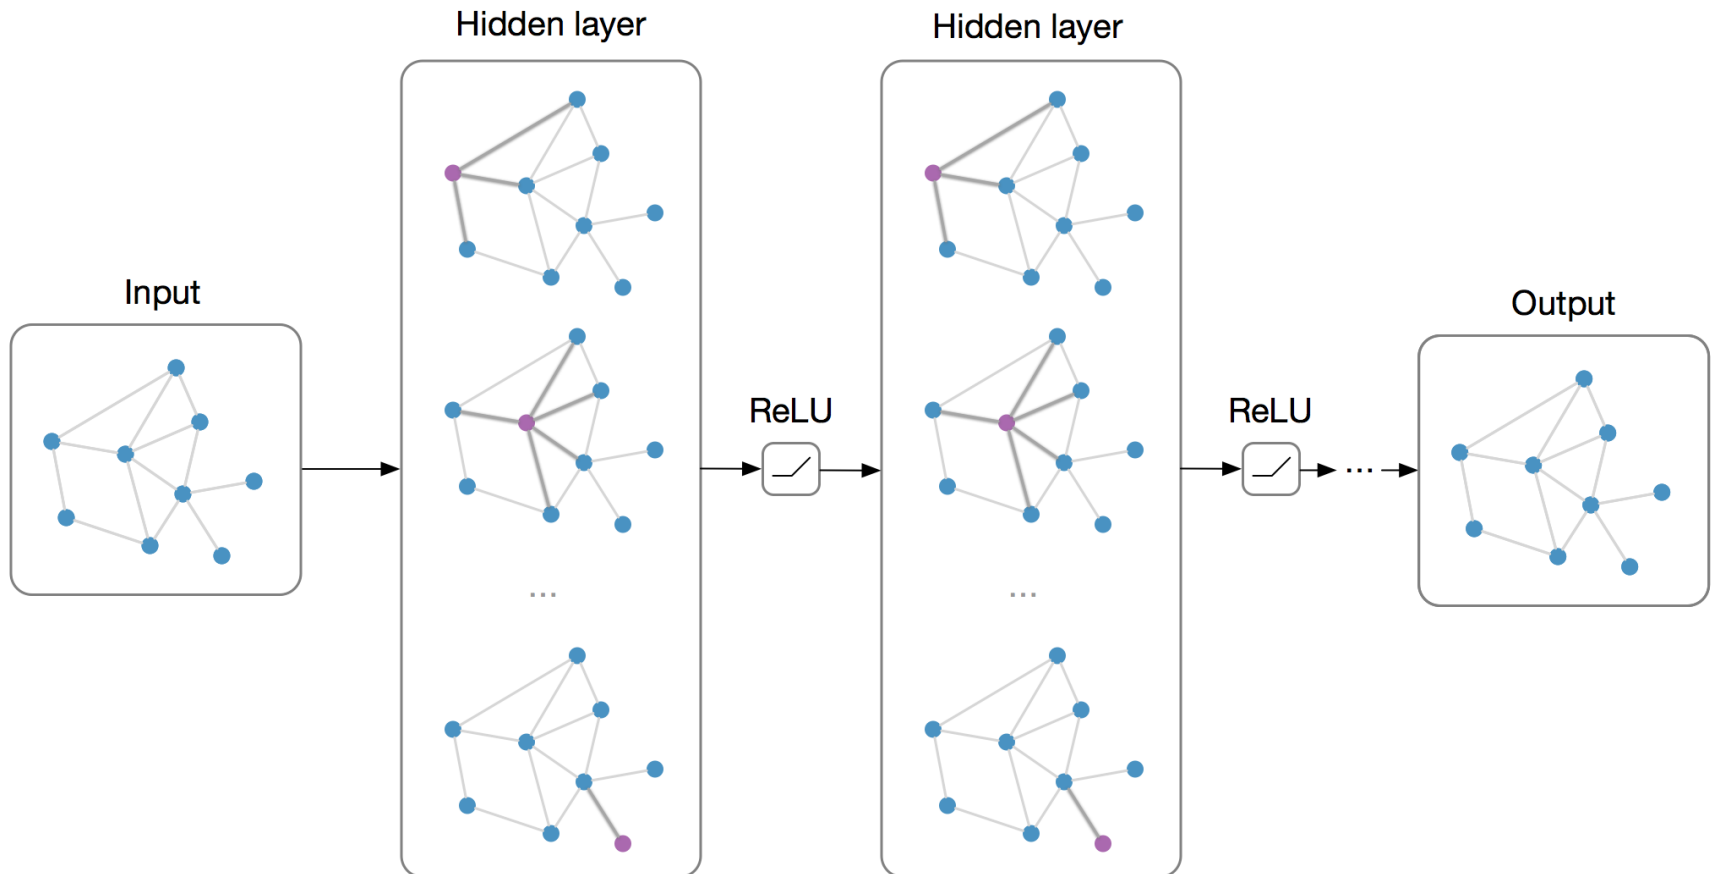 Hidden layer
Hidden layer
Input
Output
ReLU
ReLU
...
...
...